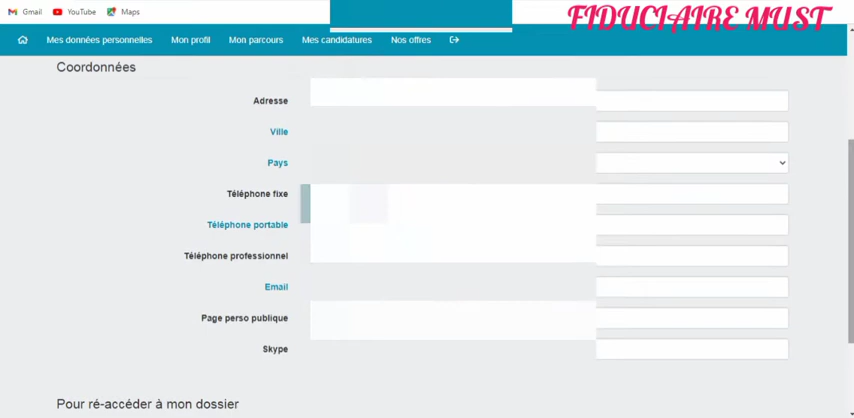 Gmail YouTube Maps
FIDUCIAIRE MUST
Mes données personnelles Mon profil Mon parcours Mes candidatures Nos offres
Coordonnées
Adresse
Ville
Pays
Téléphone fixe
Téléphone portable
Téléphone professionnel
Email
Page perso publique
Skype
Pour ré-accéder à mon dossier